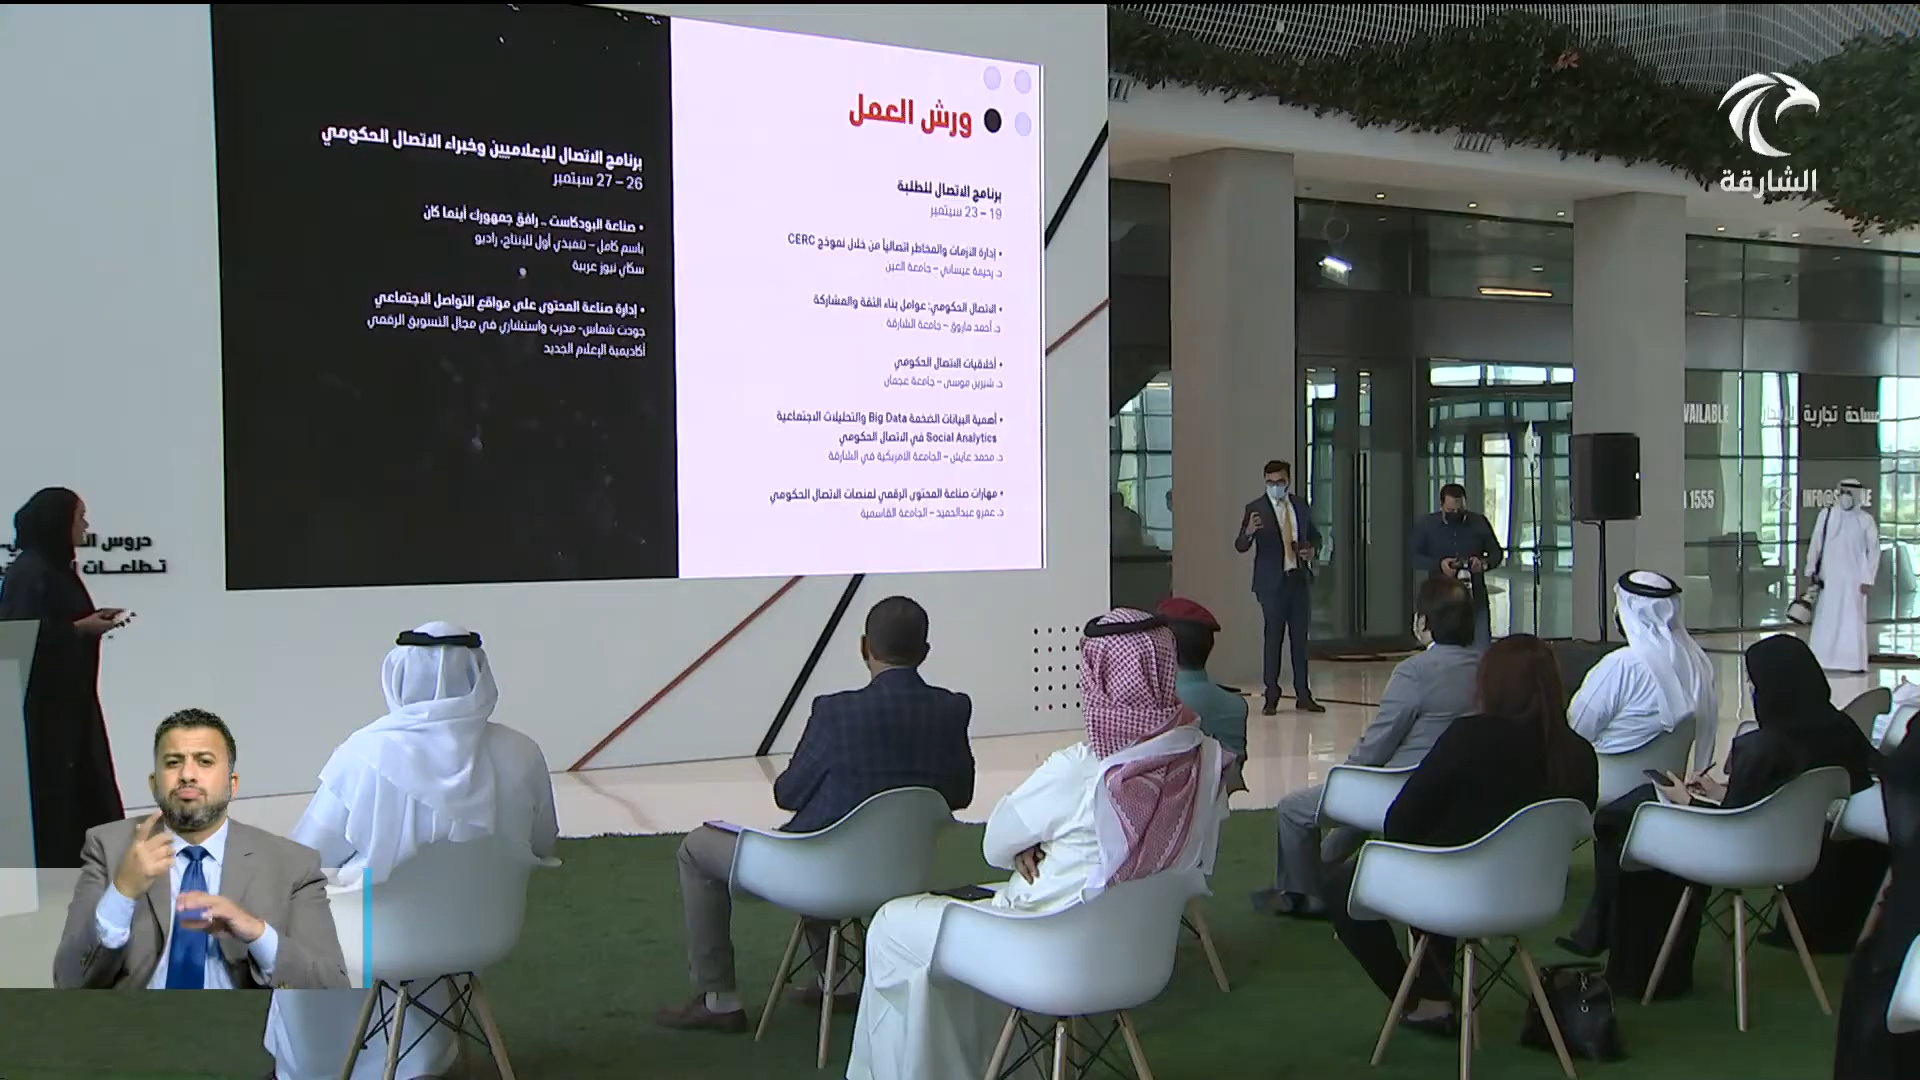 ورش العمل
برنامج الاتصال للطلبة
19 – 23 سبتمبر
• إدارة الأزمات والمخاطر اتصالياً من خلال نموذج CERC
د. رحيمة عيساني – جامعة العين
• الاتصال الحكومي: عوامل بناء الثقة والمشاركة
د. أحمد فاروق – جامعة الشارقة
• أخلاقيات الاتصال الحكومي
د. شيرين موسى – جامعة عجمان
• أهمية البيانات الضخمة Big Data والتحليلات الاجتماعية
Social Analytics في الاتصال الحكومي
د. محمد عايش – الجامعة الأمريكية في الشارقة
• مهارات صناعة المحتوى الرقمي لمنصات الاتصال الحكومي
د. عمرو عبدالحميد – الجامعة القاسمية
برنامج الاتصال للإعلاميين وخبراء الاتصال الحكومي
26 – 27 سبتمبر
• صناعة البودكاست .. رافق جمهورك أينما كان
باسم كامل – تنفيذي أول للإنتاج، راديو
سكاي نيوز عربية
• إدارة صناعة المحتوى على مواقع التواصل الاجتماعي
جودت شماس- مدرب واستشاري في مجال التسويق الرقمي
أكاديمية الإعلام الجديد
الشارقة
دروس
تطلعـــات
مساحة تجارية
1555